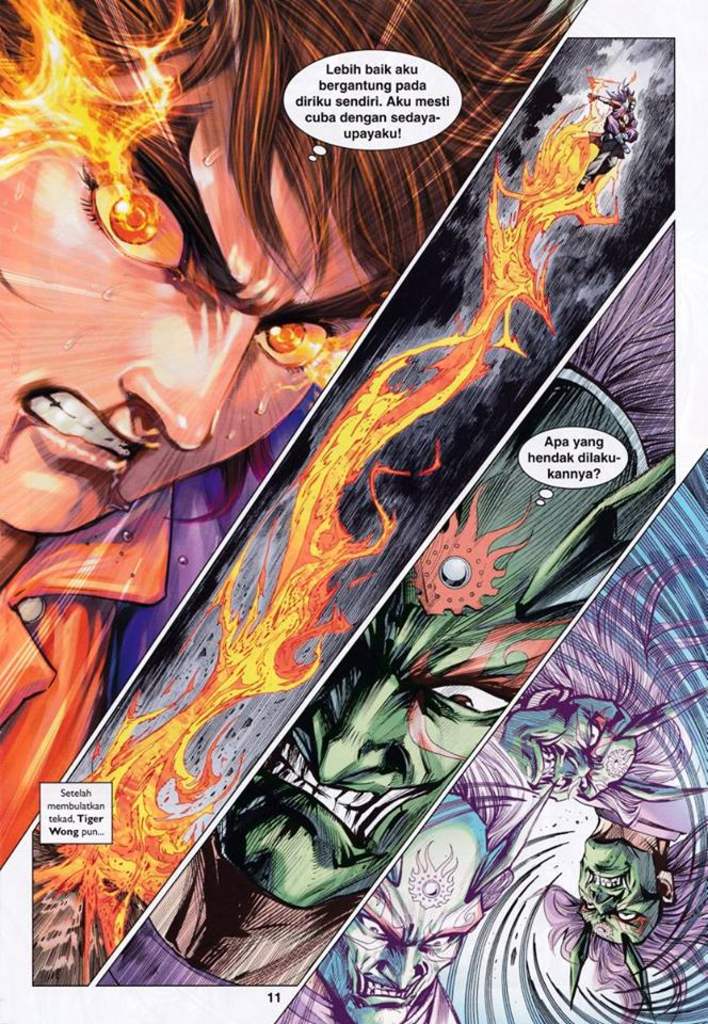 Lebih baik aku
bergantung pada
diriku sendiri. Aku mesti
cuba dengan sedaya-
upayaku!
Apa yang
hendak dilaku-
kannya?
Setelah
membulatkan
tekad, Tiger
Wong pun...
11